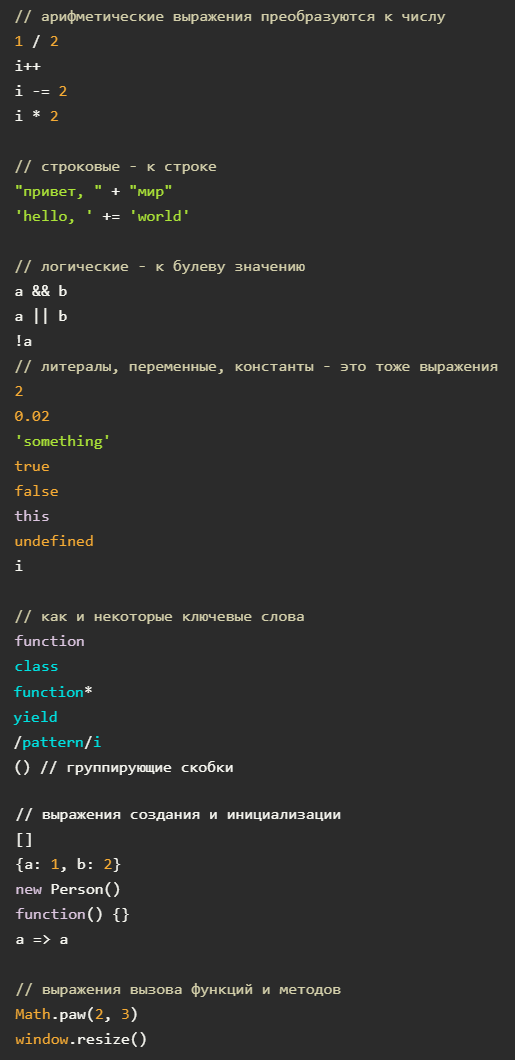 // арифметические выражения преобразуются к числу
1 / 2
i++
i -= 2
i * 2
// строковые - к строке
"привет, " + "мир"
'hello, ' += 'world'
// логические - к булеву значению
a && b
a || b
!a
// литералы, переменные, константы - это тоже выражения
2
0.02
'something'
true
false
this
undefined
i
// как и некоторые ключевые слова
function
class
function*
yield
/pattern/i
() // группирующие скобки
// выражения создания и инициализации
[]
{a: 1, b: 2}
new Person()
function() {}
a => a
// выражения вызова функций и методов
Math.paw(2, 3)
window.resize()